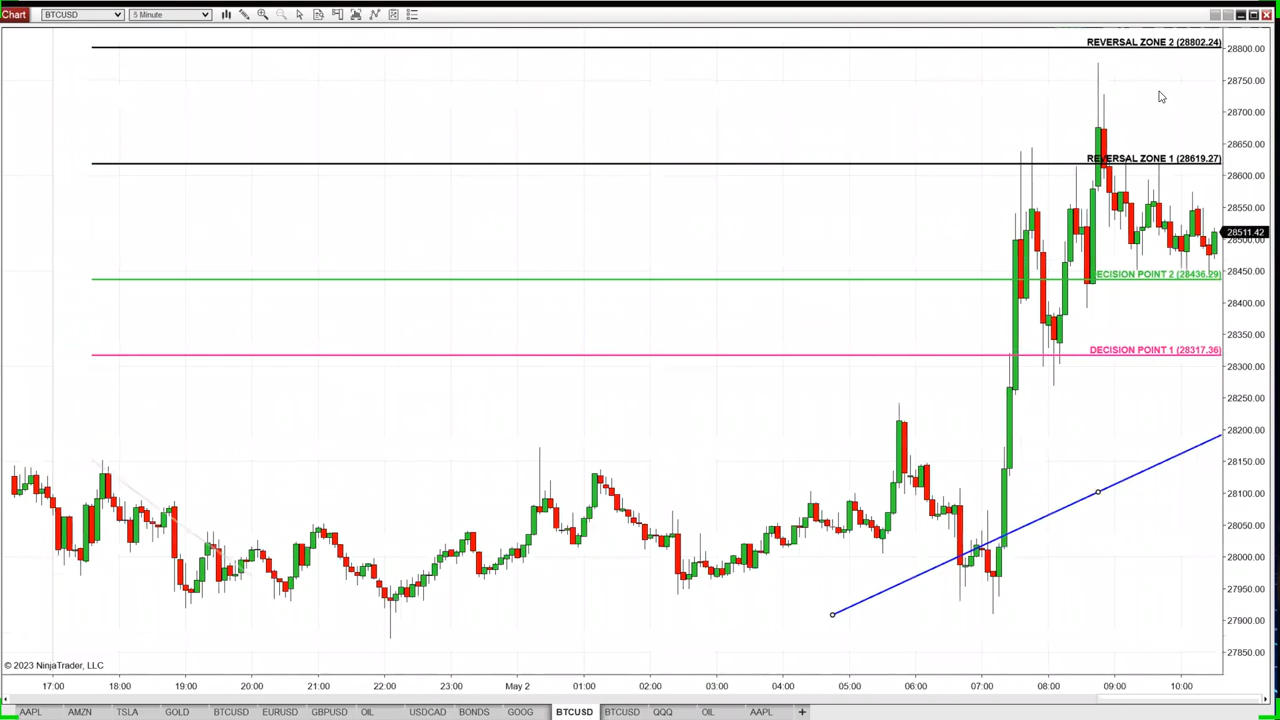 Chart BTCUSD 5 Minute
REVERSAL ZONE 2 (28802.24)
28800.00
28750.00
28700.00
28650.00
REVERSAL ZONE 1 (28619.27)
28600.00
28550.00
28511.42
28500.00
DECISION POINT 2 (28436.29)
28450.00
28400.00
28350.00
DECISION POINT 1 (28317.36)
28300.00
28250.00
28200.00
28150.00
28100.00
28050.00
28000.00
27950.00
27900.00
27850.00
© 2023 NinjaTrader, LLC
17:00 18:00 19:00 20:00 21:00 22:00 23:00 May 2 01:00 02:00 03:00 04:00 05:00 06:00 07:00 08:00 09:00 10:00
AAPL AMZN TSLA GOLD BTCUSD EURUSD GBPUSD OIL USDCAD BONDS GOOG BTCUSD BTCUSD QQQ OIL AAPL +